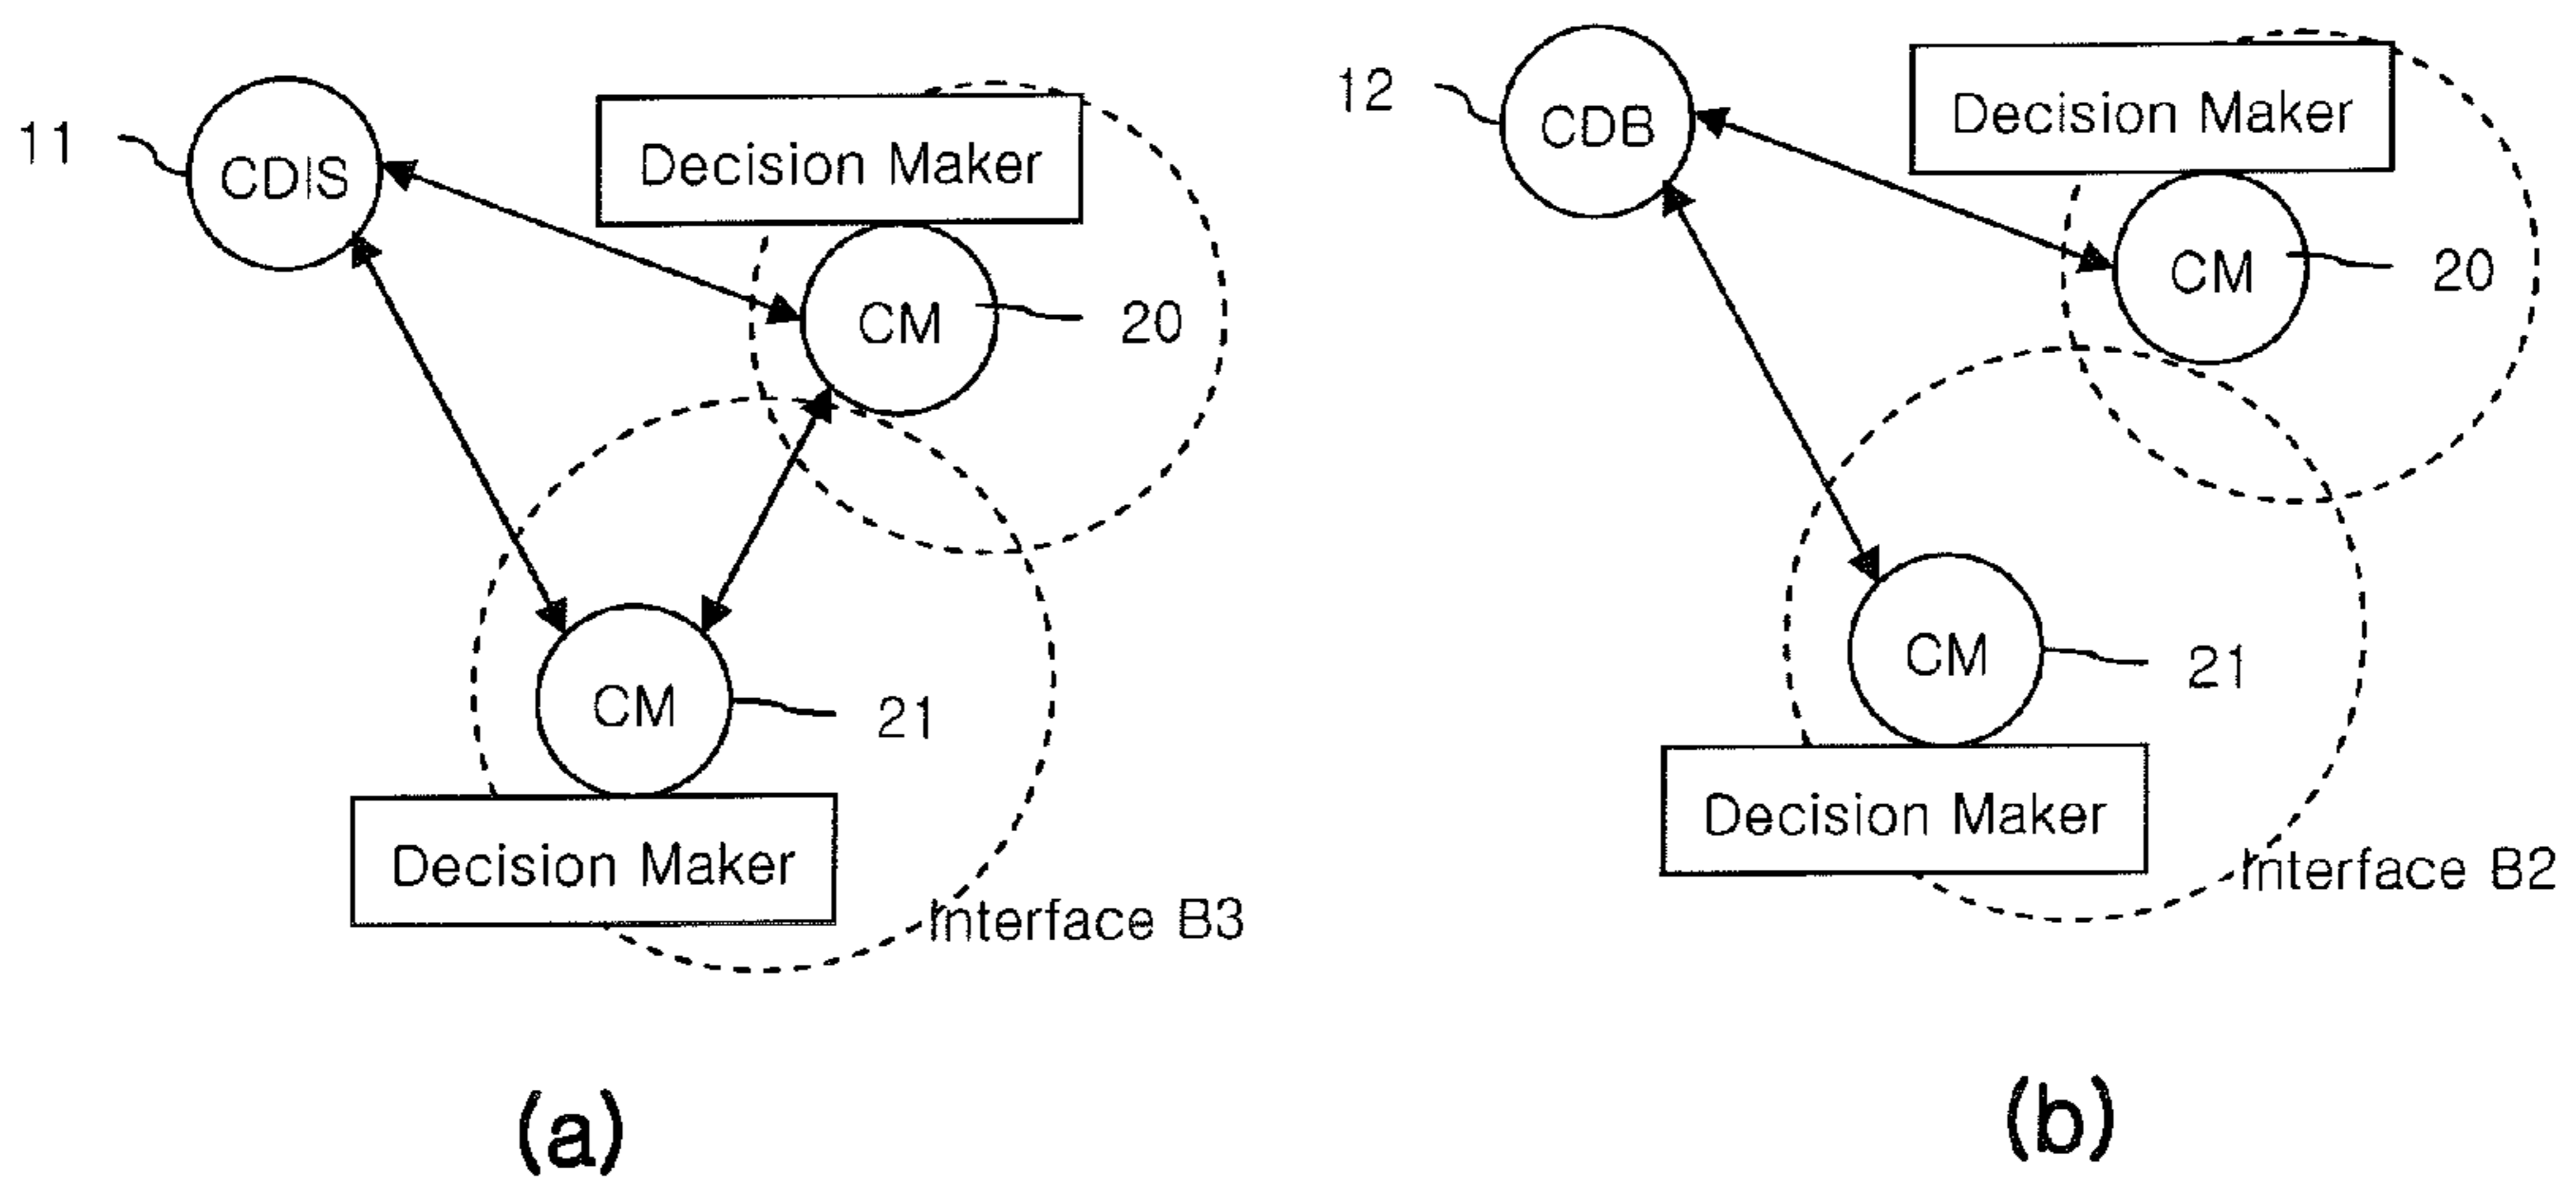 11
CDIS
Decision Maker
CM
20
CM
21
Decision Maker
Interface B3
(a)
12
CDB
Decision Maker
CM
20
CM
21
Decision Maker
Interface B2
(b)